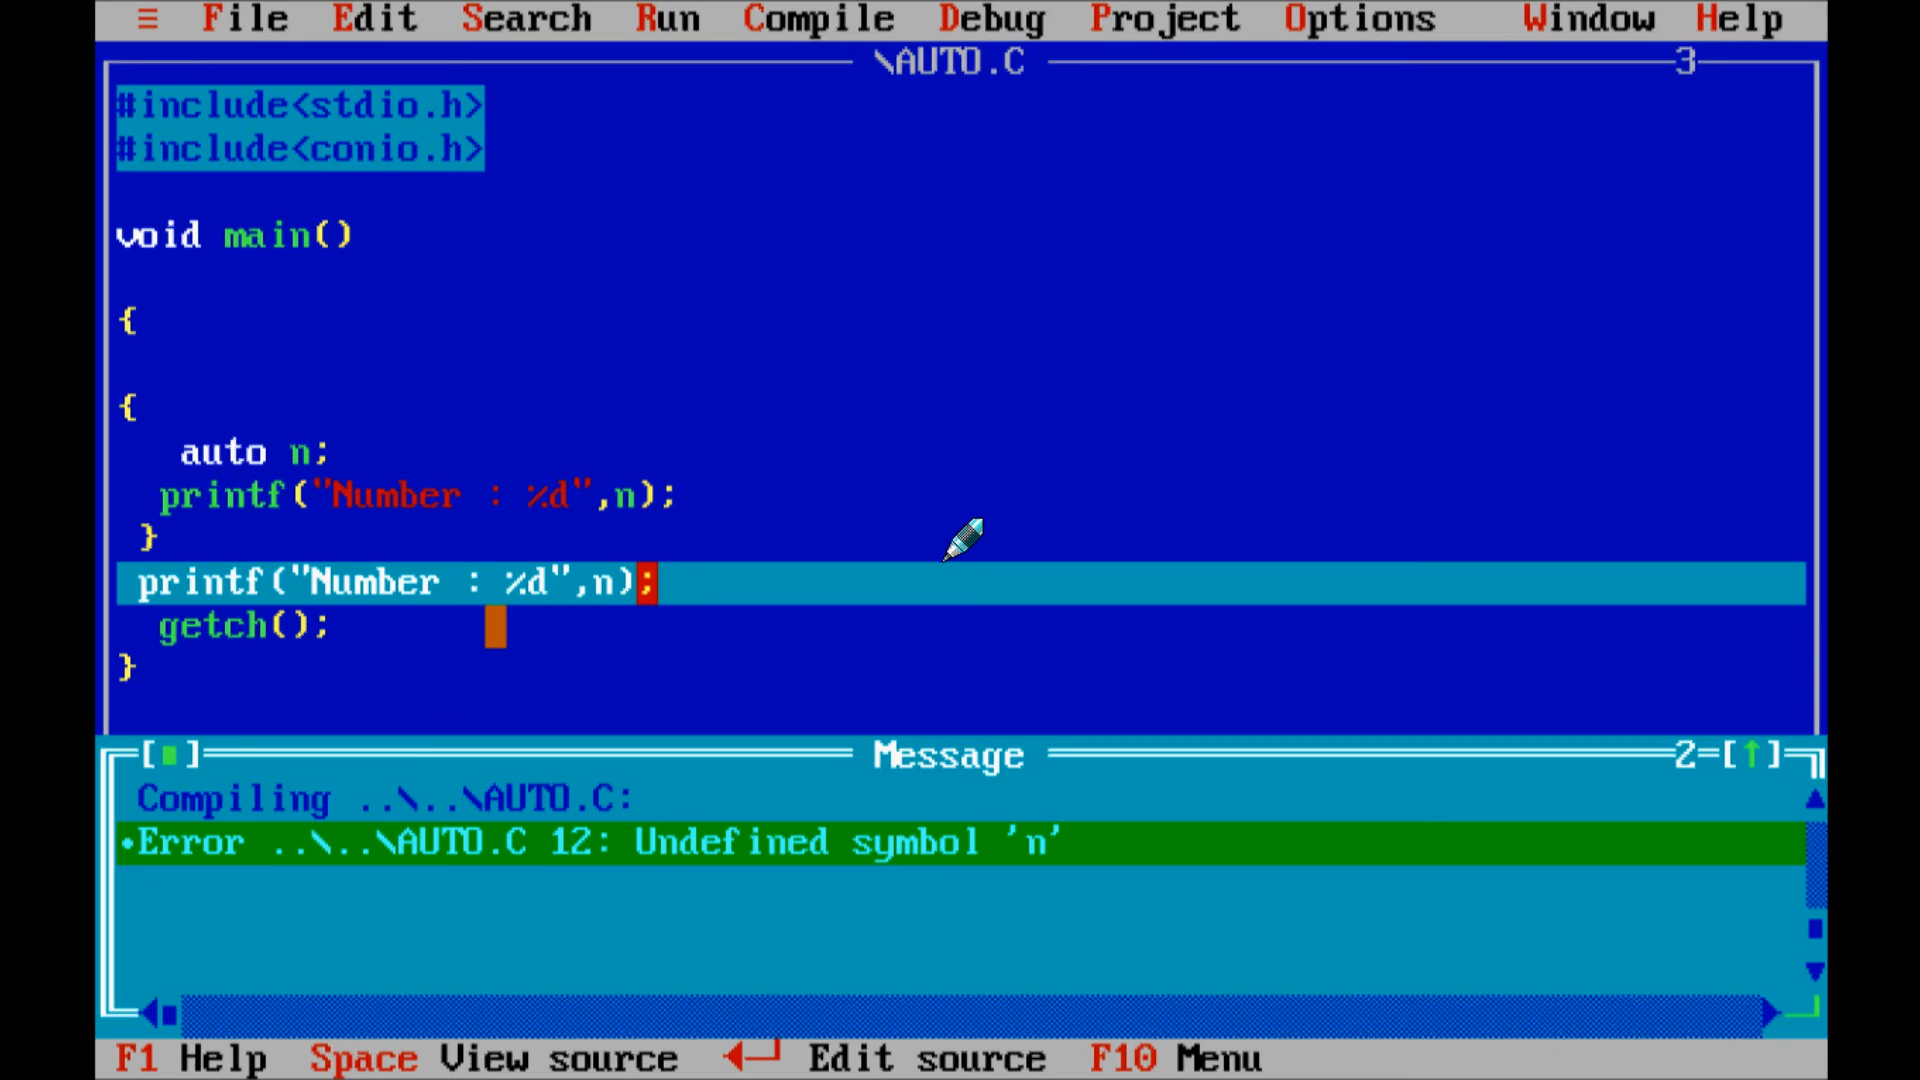 ≡ File Edit Search Run Compile Debug Project Options Window Help
\AUTO.C 3
#include<stdio.h>
#include<conio.h>
void main()
{
{
auto n;
printf("Number : %d",n);
}
printf("Number : %d",n);
getch();
}
[■] Message 2=[↑]
Compiling ..\..\AUTO.C:
•Error ..\..\AUTO.C 12: Undefined symbol 'n'
F1 Help Space View source ◄─┘ Edit source F10 Menu